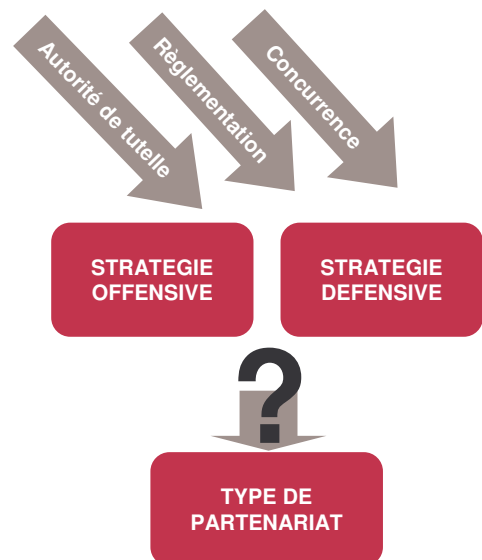 Autorité de tutelle
Règlementation
Concurrence
STRATEGIE
OFFENSIVE
STRATEGIE
DEFENSIVE
?
TYPE DE
PARTENARIAT